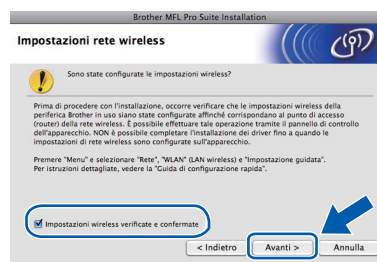 Brother MFL Pro Suite Installation
Impostazioni rete wireless
Sono state configurate le impostazioni wireless?
Prima di procedere con l'installazione, occorre verificare che le impostazioni wireless della
periferica Brother in uso siano state configurate affinché corrispondano al punto di accesso
(router) della rete wireless. È possibile effettuare tale operazione tramite il pannello di controllo
dell'apparecchio. NON è possibile completare l'installazione dei driver fino a quando le
impostazioni di rete wireless sono configurate sull'apparecchio.
Premere "Menu" e selezionare "Rete", "WLAN" (LAN wireless) e "Impostazione guidata".
Per istruzioni dettagliate, vedere la "Guida di configurazione rapida".
Impostazioni wireless verificate e confermate
< Indietro
Avanti >
Annulla